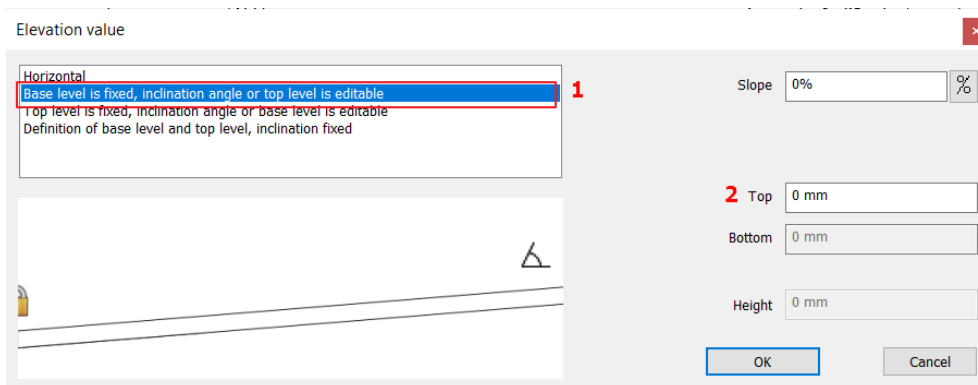 Elevation value
Horizontal
Base level is fixed, inclination angle or top level is editable
1
Top level is fixed, inclination angle or base level is editable
Definition of base level and top level, inclination fixed
Slope 0% %
2 Top 0 mm
Bottom 0 mm
Height 0 mm
OK Cancel